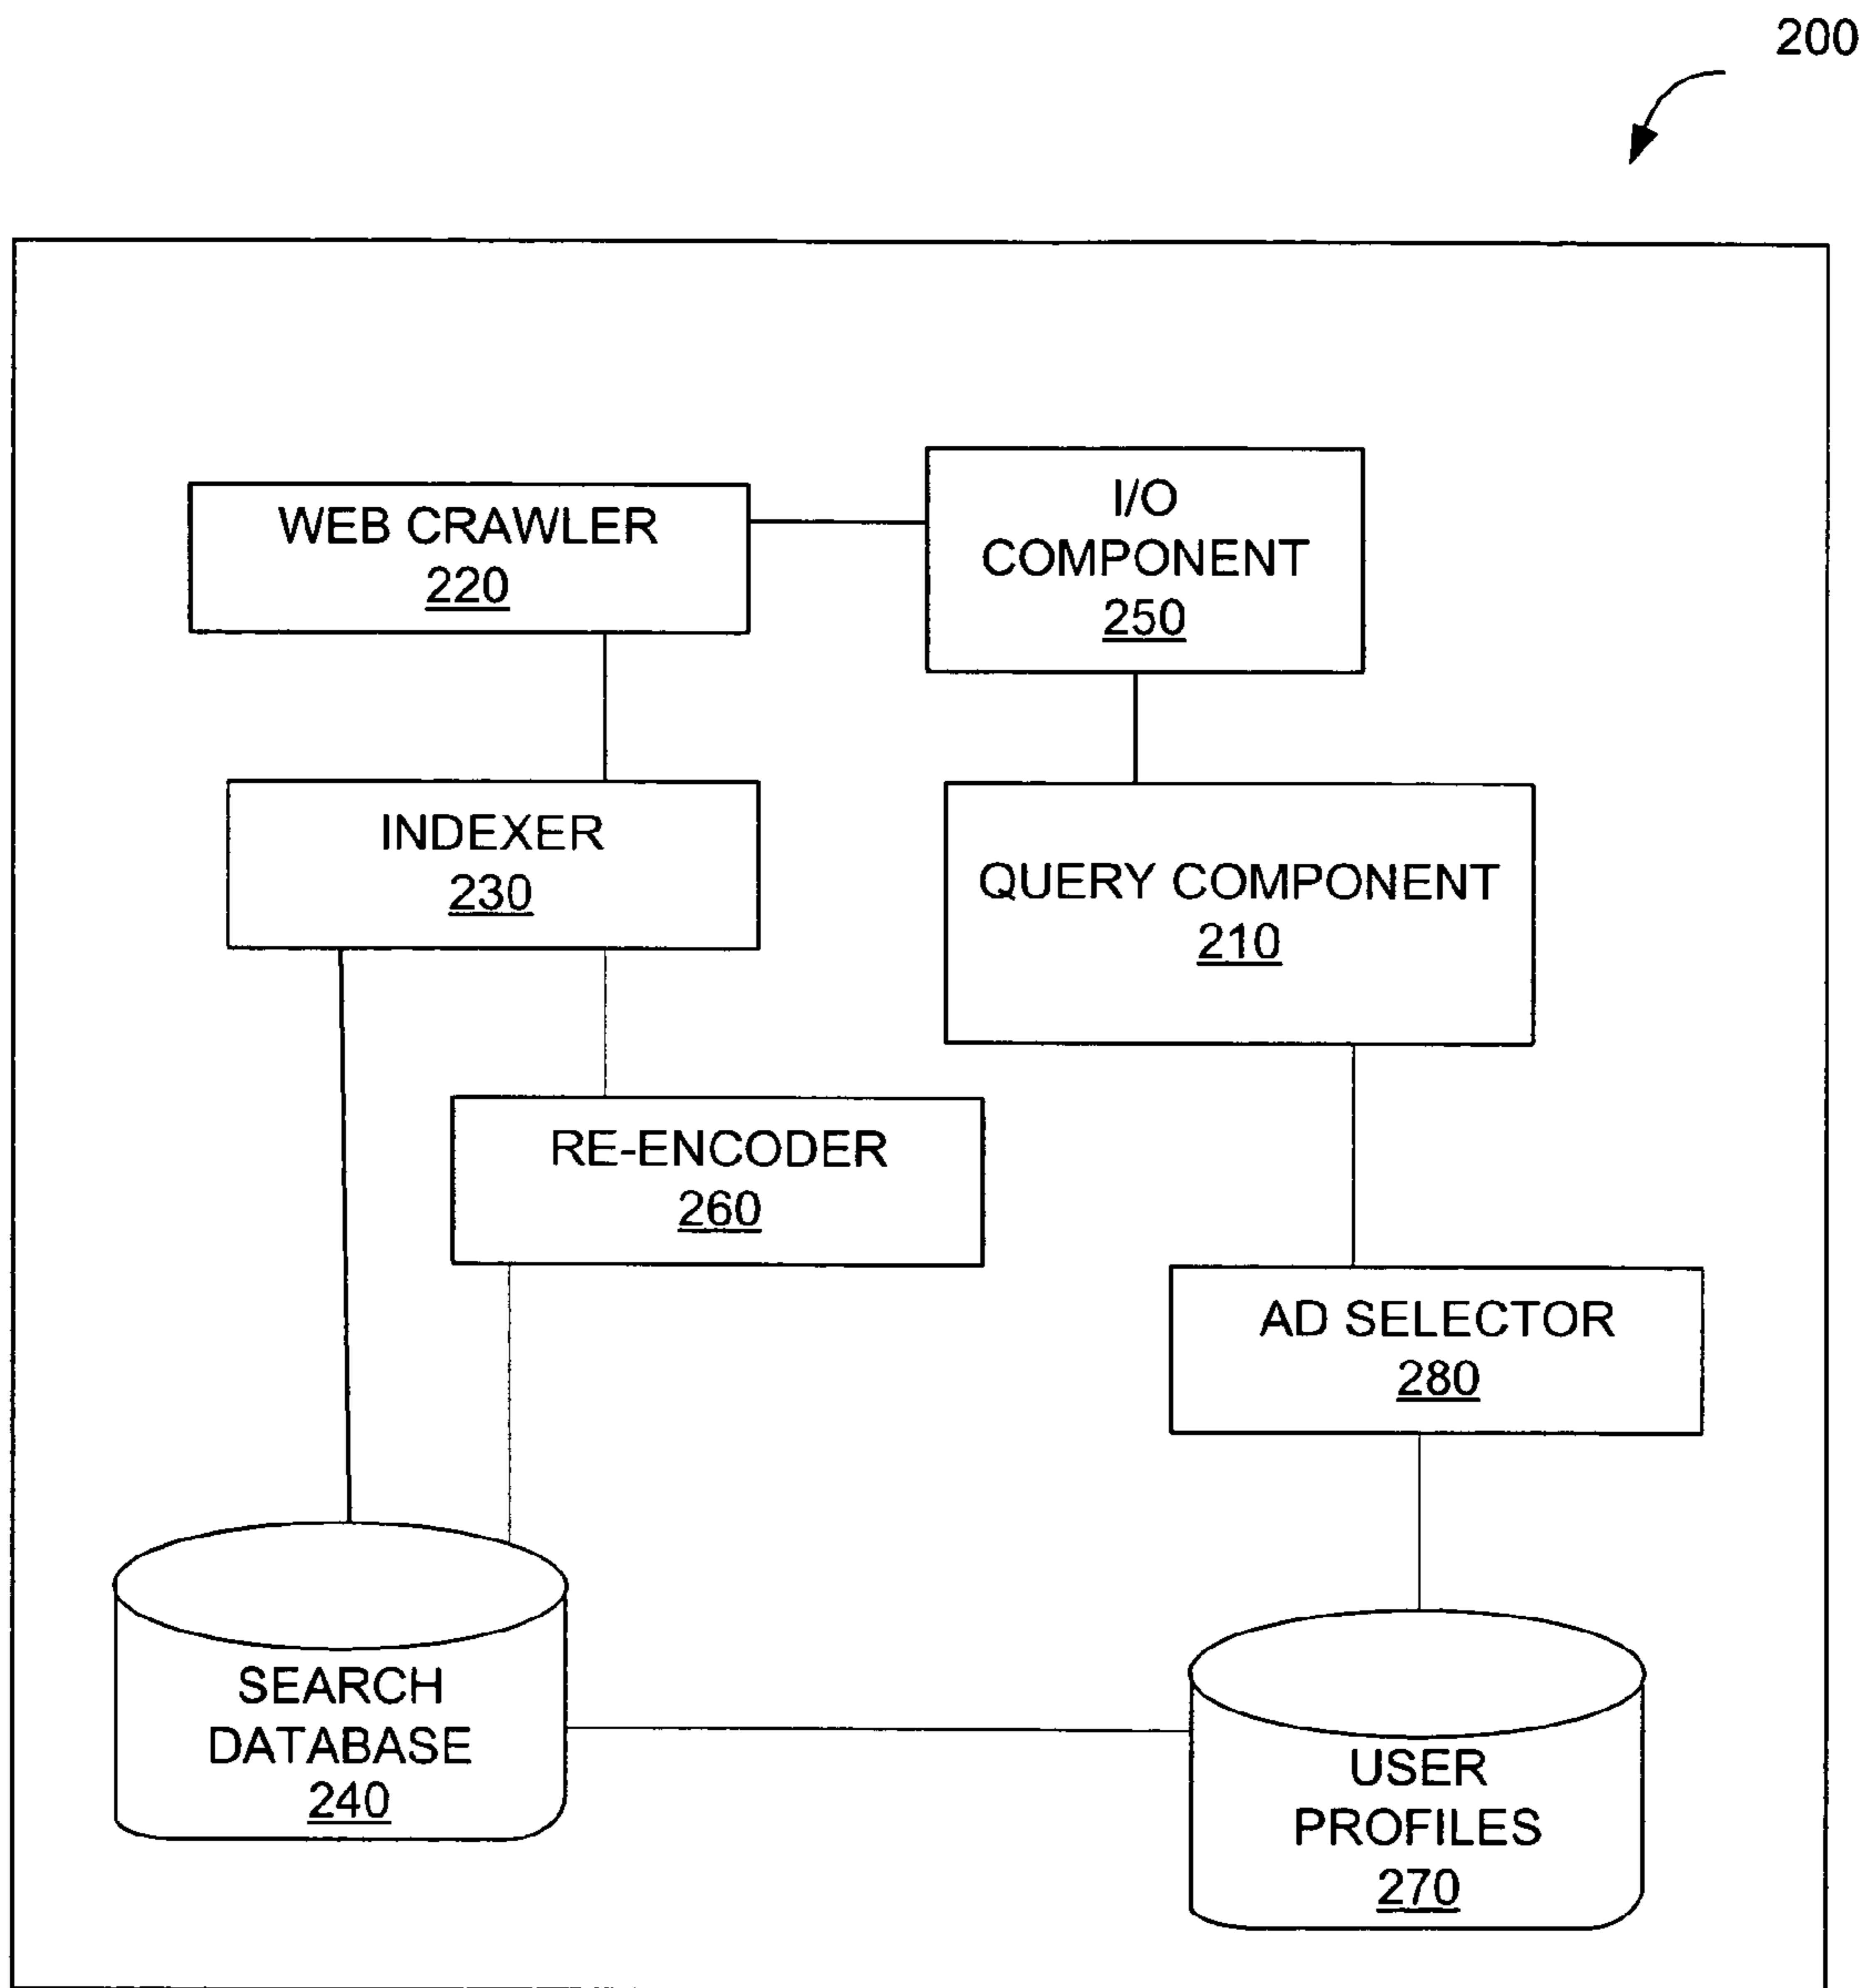 200
WEB CRAWLER
220
I/O
COMPONENT
250
INDEXER
230
QUERY COMPONENT
210
RE-ENCODER
260
AD SELECTOR
280
SEARCH
DATABASE
240
USER
PROFILES
270